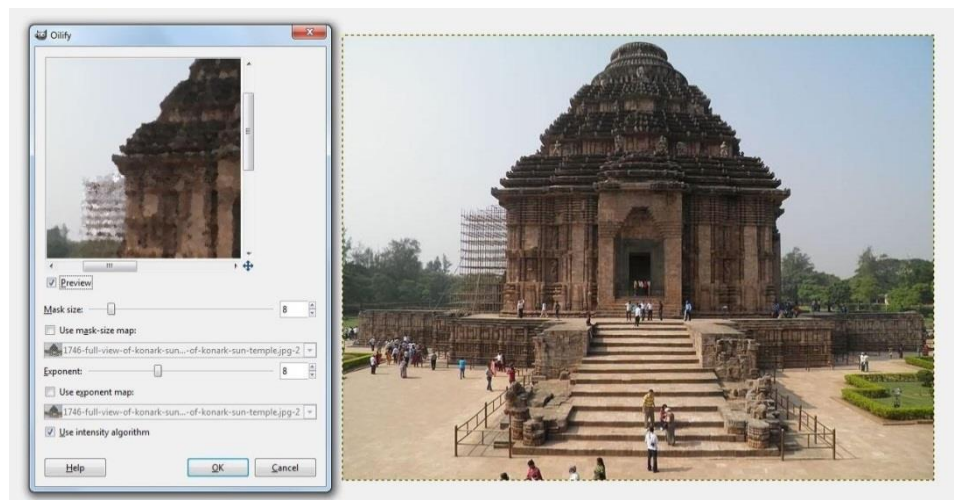 Oilify
Preview
Mask size: 8
Use mask-size map:
1746-full-view-of-konark-sun...-of-konark-sun-temple.jpg-2
Exponent: 8
Use exponent map:
1746-full-view-of-konark-sun...-of-konark-sun-temple.jpg-2
Use intensity algorithm
Help OK Cancel